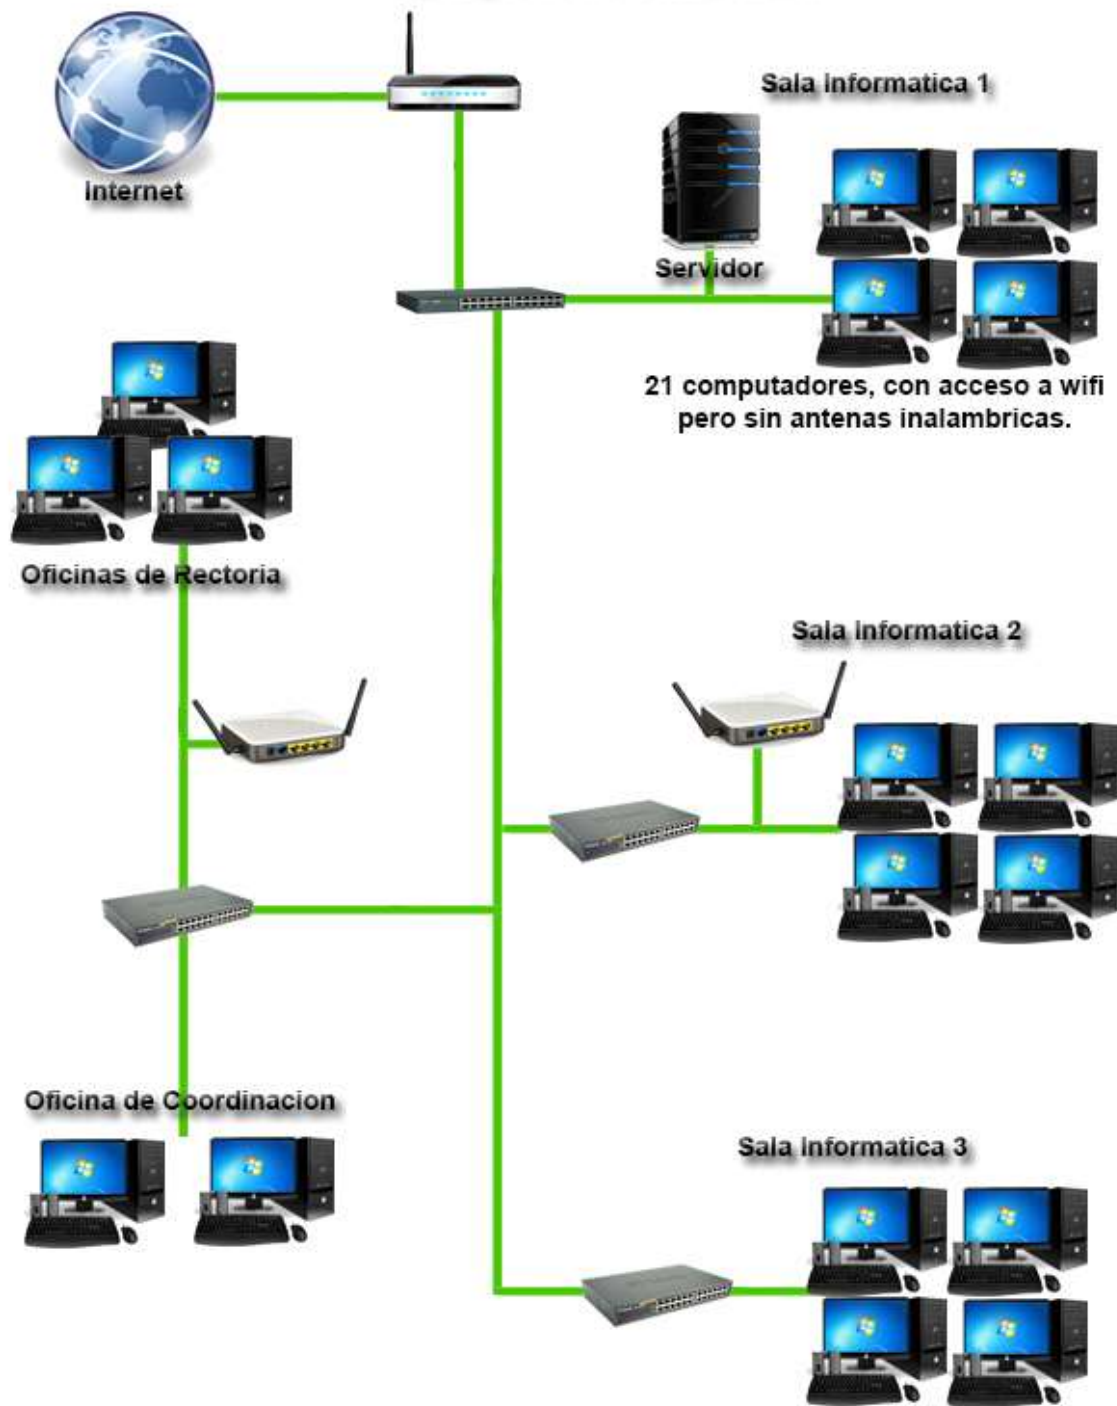 Internet
Sala Informatica 1
Servidor
21 computadores, con acceso a wifi
pero sin antenas inalambricas.
Oficinas de Rectoria
Sala Informatica 2
Oficina de Coordinacion
Sala Informatica 3